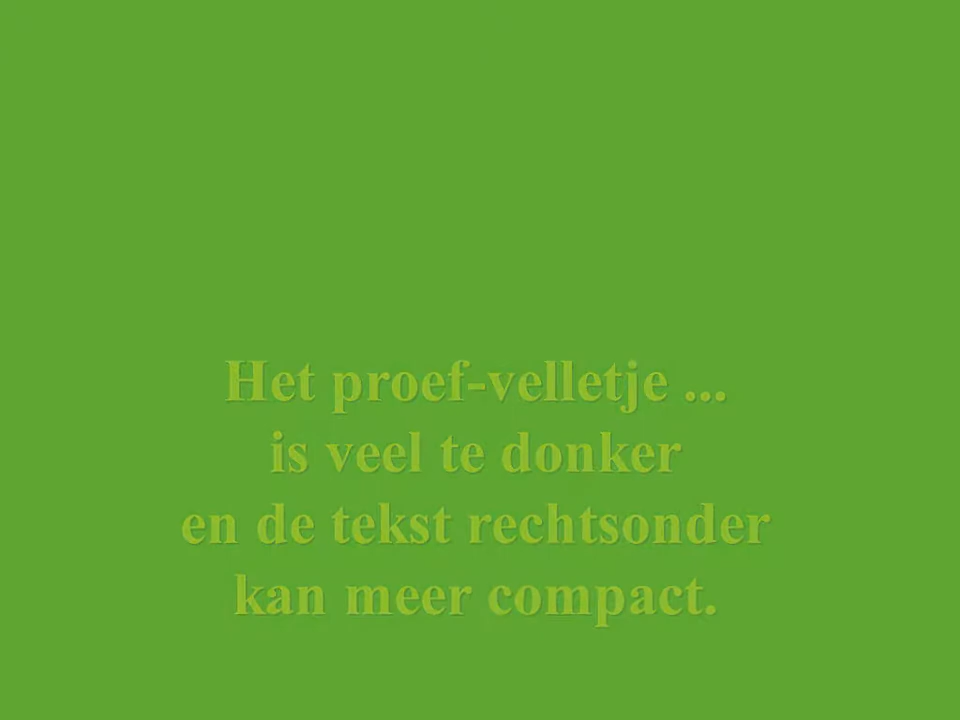 Het proef-velletje ...
is veel te donker
en de tekst rechtsonder
kan meer compact.